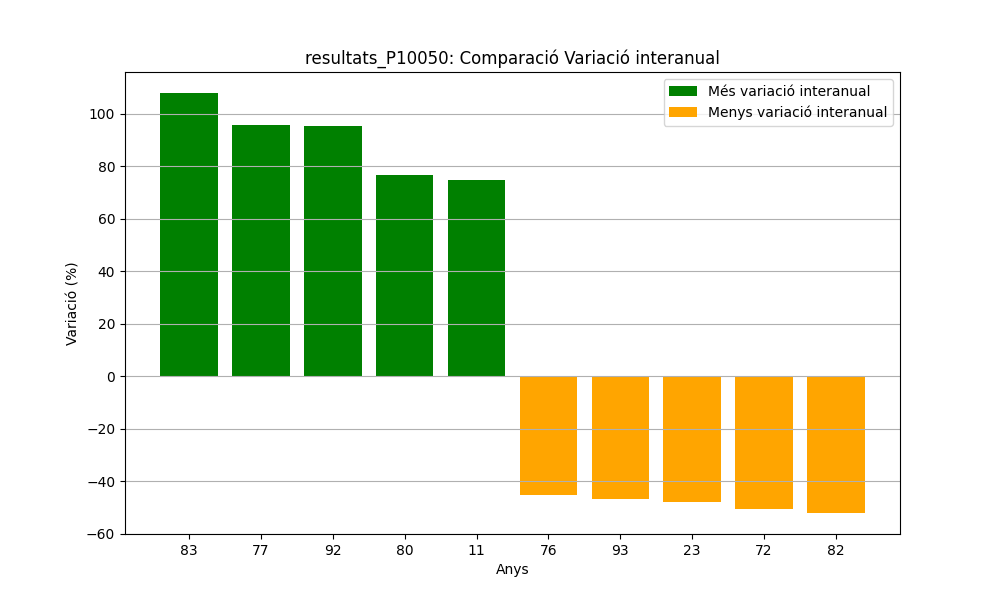 resultats_P10050: Comparació Variació interanual
Més variació interanual
Menys variació interanual
Variació (%)
100
80
60
40
20
0
−20
−40
−60
83 77 92 80 11 76 93 23 72 82
Anys